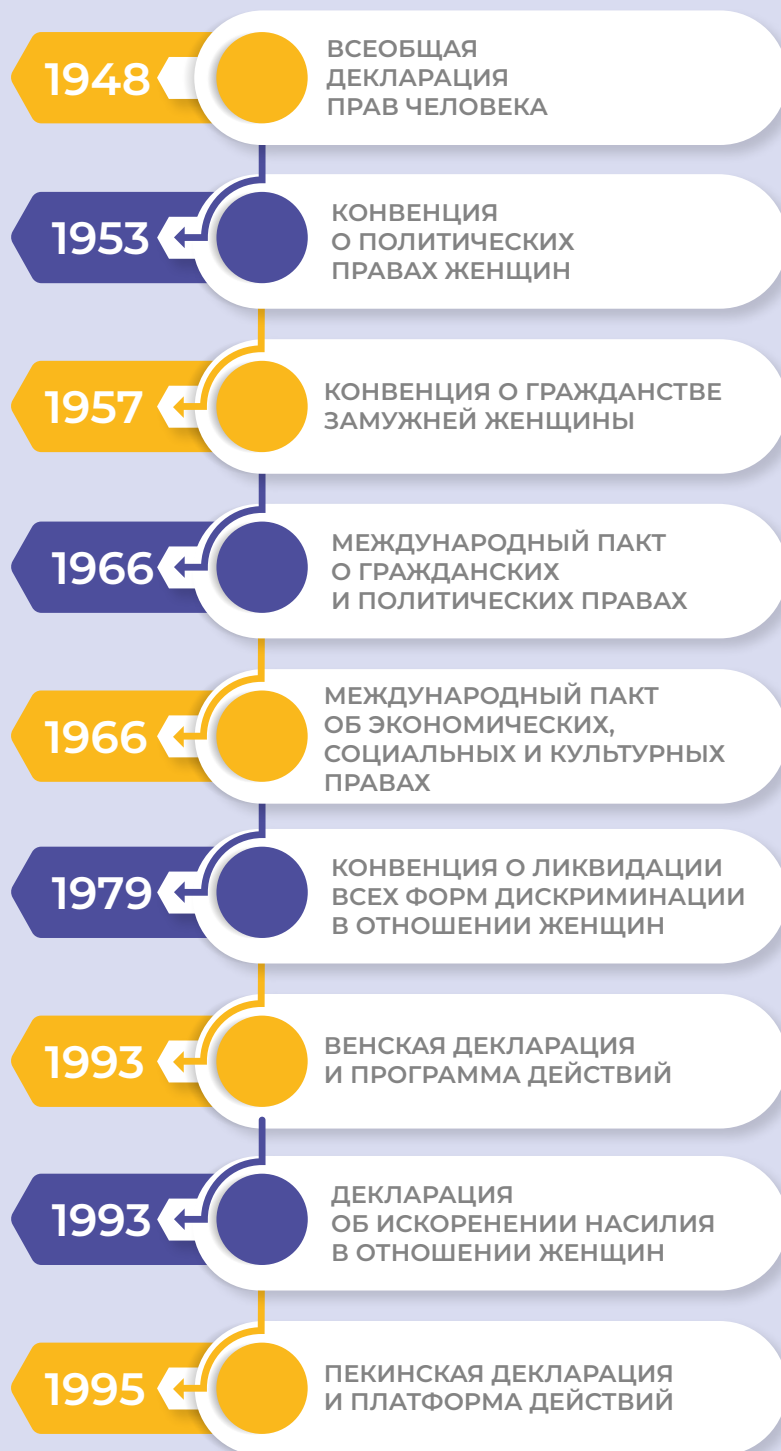 1948
ВСЕОБЩАЯ
ДЕКЛАРАЦИЯ
ПРАВ ЧЕЛОВЕКА
1953
КОНВЕНЦИЯ
О ПОЛИТИЧЕСКИХ
ПРАВАХ ЖЕНЩИН
1957
КОНВЕНЦИЯ О ГРАЖДАНСТВЕ
ЗАМУЖНЕЙ ЖЕНЩИНЫ
1966
МЕЖДУНАРОДНЫЙ ПАКТ
О ГРАЖДАНСКИХ
И ПОЛИТИЧЕСКИХ ПРАВАХ
1966
МЕЖДУНАРОДНЫЙ ПАКТ
ОБ ЭКОНОМИЧЕСКИХ,
СОЦИАЛЬНЫХ И КУЛЬТУРНЫХ
ПРАВАХ
1979
КОНВЕНЦИЯ О ЛИКВИДАЦИИ
ВСЕХ ФОРМ ДИСКРИМИНАЦИИ
В ОТНОШЕНИИ ЖЕНЩИН
1993
ВЕНСКАЯ ДЕКЛАРАЦИЯ
И ПРОГРАММА ДЕЙСТВИЙ
1993
ДЕКЛАРАЦИЯ
ОБ ИСКОРЕНЕНИИ НАСИЛИЯ
В ОТНОШЕНИИ ЖЕНЩИН
1995
ПЕКИНСКАЯ ДЕКЛАРАЦИЯ
И ПЛАТФОРМА ДЕЙСТВИЙ